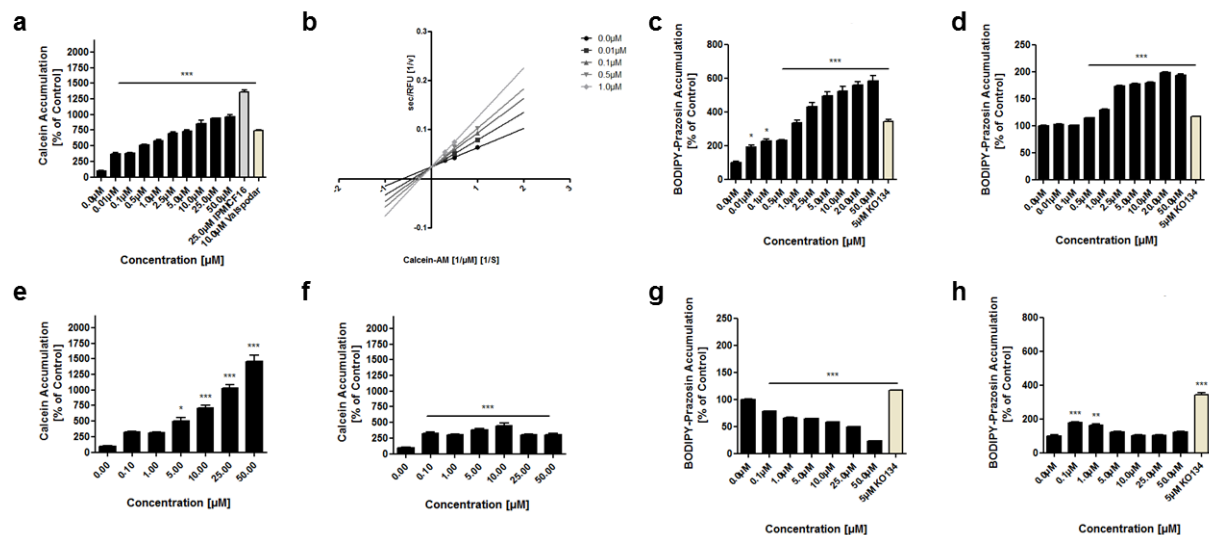 a
Calcein Accumulation
[% of Control]
2000
1750
1500
1250
1000
750
500
250
0
***
0.0µM
0.01µM
0.1µM
0.5µM
1.0µM
2.5µM
5.0µM
10.0µM
25.0µM
50.0µM
25.0µM IPMICF16
10.0µM Valspodar
Concentration [µM]
b
sec/RFU [1/v]
0.3
0.2
0.1
-0.1
-2
-1
1
2
3
0.0µM
0.01µM
0.1µM
0.5µM
1.0µM
Calcein-AM [1/µM] [1/S]
c
BODIPY-Prazosin Accumulation
[% of Control]
800
600
400
200
0
*
*
***
0.0µM
0.01µM
0.1µM
0.5µM
1.0µM
2.5µM
5.0µM
10.0µM
20.0µM
50.0µM
5µM KO134
Concentration [µM]
d
BODIPY-Prazosin Accumulation
[% of Control]
250
200
150
100
50
0
***
0.0µM
0.01µM
0.1µM
0.5µM
1.0µM
2.5µM
5.0µM
10.0µM
20.0µM
50.0µM
5µM KO134
Concentration [µM]
e
Calcein Accumulation
[% of Control]
2000
1750
1500
1250
1000
750
500
250
0
*
***
***
***
0.00
0.10
1.00
5.00
10.00
25.00
50.00
Concentration [µM]
f
Calcein Accumulation
[% of Control]
2000
1750
1500
1250
1000
750
500
250
0
***
0.00
0.10
1.00
5.00
10.00
25.00
50.00
Concentration [µM]
g
BODIPY-Prazosin Accumulation
[% of Control]
250
200
150
100
50
0
***
0.0µM
0.1µM
1.0µM
5.0µM
10.0µM
25.0µM
50.0µM
5µM KO134
Concentration [µM]
h
BODIPY-Prazosin Accumulation
[% of Control]
800
600
400
200
0
***
**
***
0.0µM
0.1µM
1.0µM
5.0µM
10.0µM
25.0µM
50.0µM
5µM KO134
Concentration [µM]